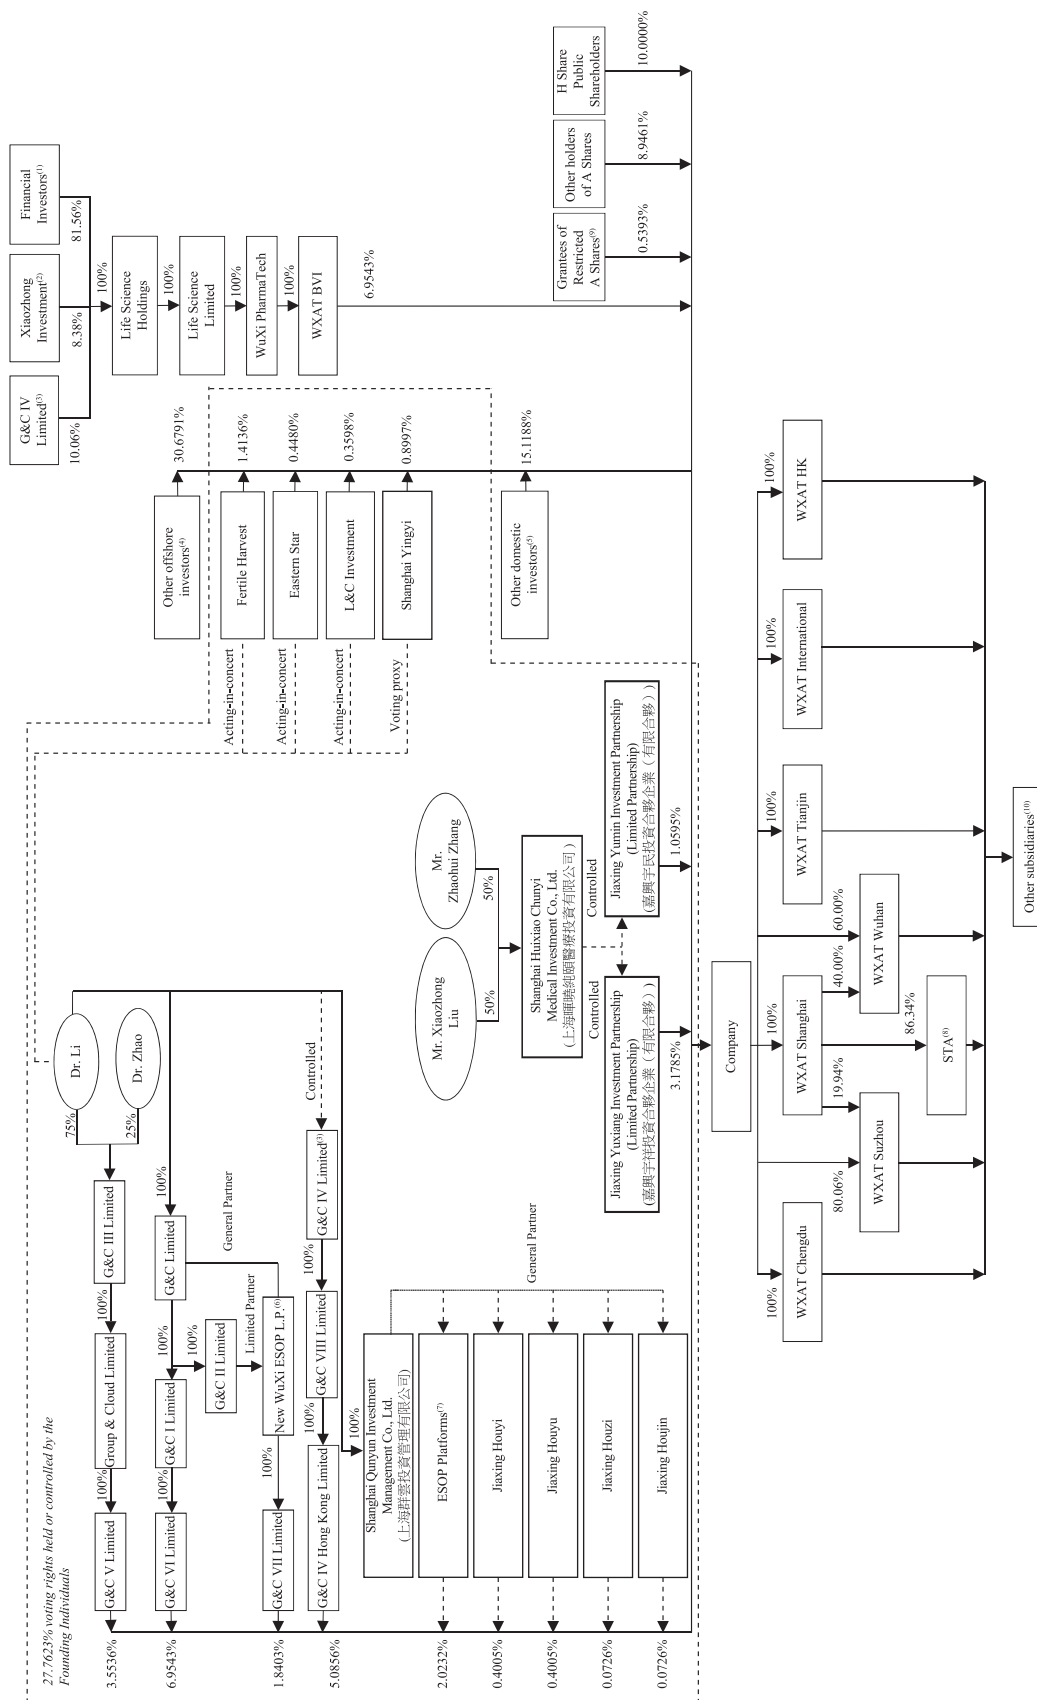 27.7623% voting rights held or controlled by the
Founding Individuals
Dr. Li
Dr. Zhao
75%
25%
G&C III Limited
100%
Group & Cloud Limited
100%
G&C V Limited
3.5536%
100%
G&C Limited
100%
G&C I Limited
100%
G&C VI Limited
6.9543%
100%
G&C II Limited
Limited Partner
General Partner
New WuXi ESOP L.P.(6)
100%
G&C VII Limited
1.8403%
Controlled
G&C IV Limited(3)
100%
G&C VIII Limited
100%
G&C IV Hong Kong Limited
5.0856%
100%
Shanghai Qunyun Investment
Management Co., Ltd.
(上海群雲投資管理有限公司)
General Partner
ESOP Platforms(7)
2.0232%
Jiaxing Houyi
0.4005%
Jiaxing Houyu
0.4005%
Jiaxing Houzi
0.0726%
Jiaxing Houjin
0.0726%
Mr. Xiaozhong
Liu
Mr.
Zhaohui Zhang
50%
50%
Shanghai Huixiao Chunyi
Medical Investment Co., Ltd.
(上海暉曉純頤醫療投資有限公司)
Controlled
Controlled
Jiaxing Yuxiang Investment Partnership
(Limited Partnership)
(嘉興宇祥投資合夥企業（有限合夥）)
3.1785%
Jiaxing Yumin Investment Partnership
(Limited Partnership)
(嘉興宇民投資合夥企業（有限合夥）)
1.0595%
Acting-in-concert
Acting-in-concert
Acting-in-concert
Voting proxy
Other offshore
investors(4)
30.6791%
Fertile Harvest
1.4136%
Eastern Star
0.4480%
L&C Investment
0.3598%
Shanghai Yingyi
0.8997%
Other domestic
investors(5)
15.1188%
G&C IV
Limited(3)
10.06%
Xiaozhong
Investment(2)
8.38%
Financial
Investors(1)
81.56%
100%
Life Science
Holdings
100%
Life Science
Limited
100%
WuXi PharmaTech
100%
WXAT BVI
6.9543%
Grantees of
Restricted
A Shares(9)
0.5393%
Other holders
of A Shares
8.9461%
H Share
Public
Shareholders
10.0000%
Company
100%
WXAT Chengdu
80.06%
WXAT Suzhou
19.94%
100%
WXAT Shanghai
40.00%
60.00%
WXAT Wuhan
86.34%
STA(8)
100%
WXAT Tianjin
100%
WXAT International
100%
WXAT HK
Other subsidiaries(10)